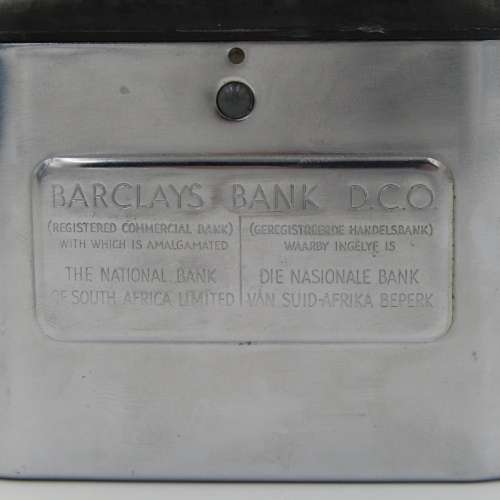 BARCLAYS BANK D.C.O.
(REGISTERED COMMERCIAL BANK)
WITH WHICH IS AMALGAMATED
THE NATIONAL BANK
OF SOUTH AFRICA LIMITED
(GEREGISTREERDE HANDELSBANK)
WAARBY INGELYF IS
DIE NASIONALE BANK
VAN SUID-AFRIKA BEPERK